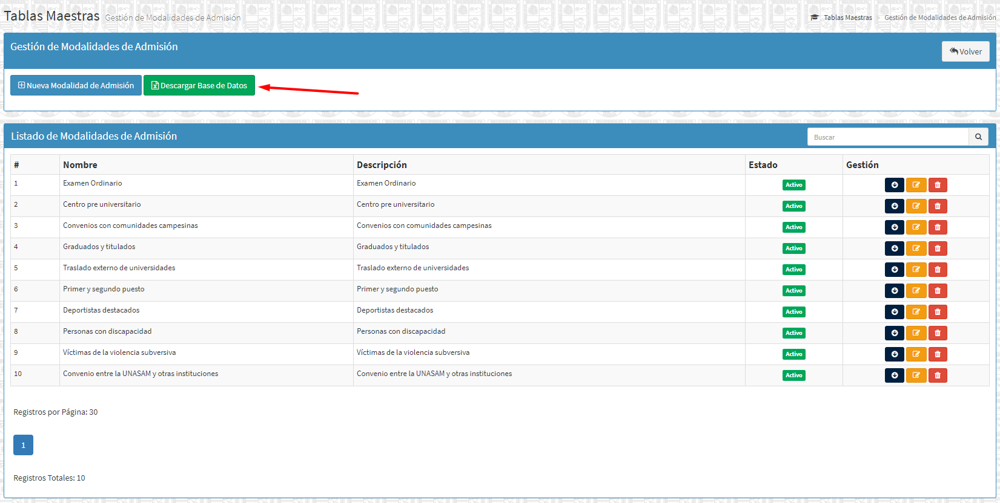 Tablas Maestras Gestión de Modalidades de Admisión
Tablas Maestras > Gestión de Modalidades de Admisión
Gestión de Modalidades de Admisión
Volver
Nueva Modalidad de Admisión Descargar Base de Datos
Listado de Modalidades de Admisión
Buscar
# Nombre Descripción Estado Gestión
1 Examen Ordinario Examen Ordinario Activo
2 Centro pre universitario Centro pre universitario Activo
3 Convenios con comunidades campesinas Convenios con comunidades campesinas Activo
4 Graduados y titulados Graduados y titulados Activo
5 Traslado externo de universidades Traslado externo de universidades Activo
6 Primer y segundo puesto Primer y segundo puesto Activo
7 Deportistas destacados Deportistas destacados Activo
8 Personas con discapacidad Personas con discapacidad Activo
9 Víctimas de la violencia subversiva Víctimas de la violencia subversiva Activo
10 Convenio entre la UNASAM y otras instituciones Convenio entre la UNASAM y otras instituciones Activo
Registros por Página: 30
1
Registros Totales: 10